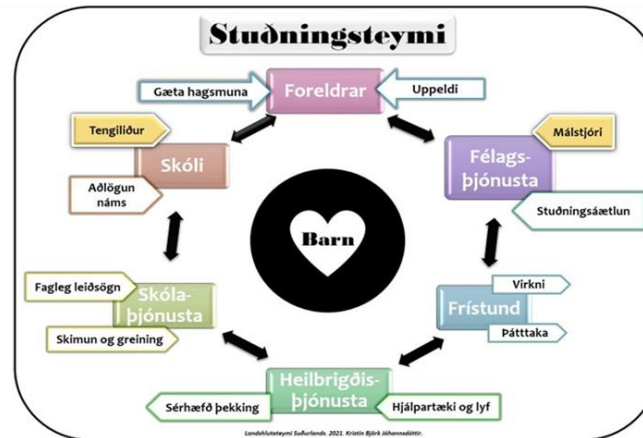 Stuðningsteymi
Gæta hagsmuna
Foreldrar
Uppeldi
Tengiliður
Skóli
Aðlögun
náms
Málstjóri
Félags-
þjónusta
Stuðningsáætlun
Barn
Fagleg leiðsögn
Skóla-
þjónusta
Skimun og greining
Virkni
Frístund
Þátttaka
Heilbrigðis-
þjónusta
Sérhæfð þekking
Hjálpartæki og lyf
Landshlutateymi Suðurlands. 2021. Kristín Björk Jóhannsdóttir.